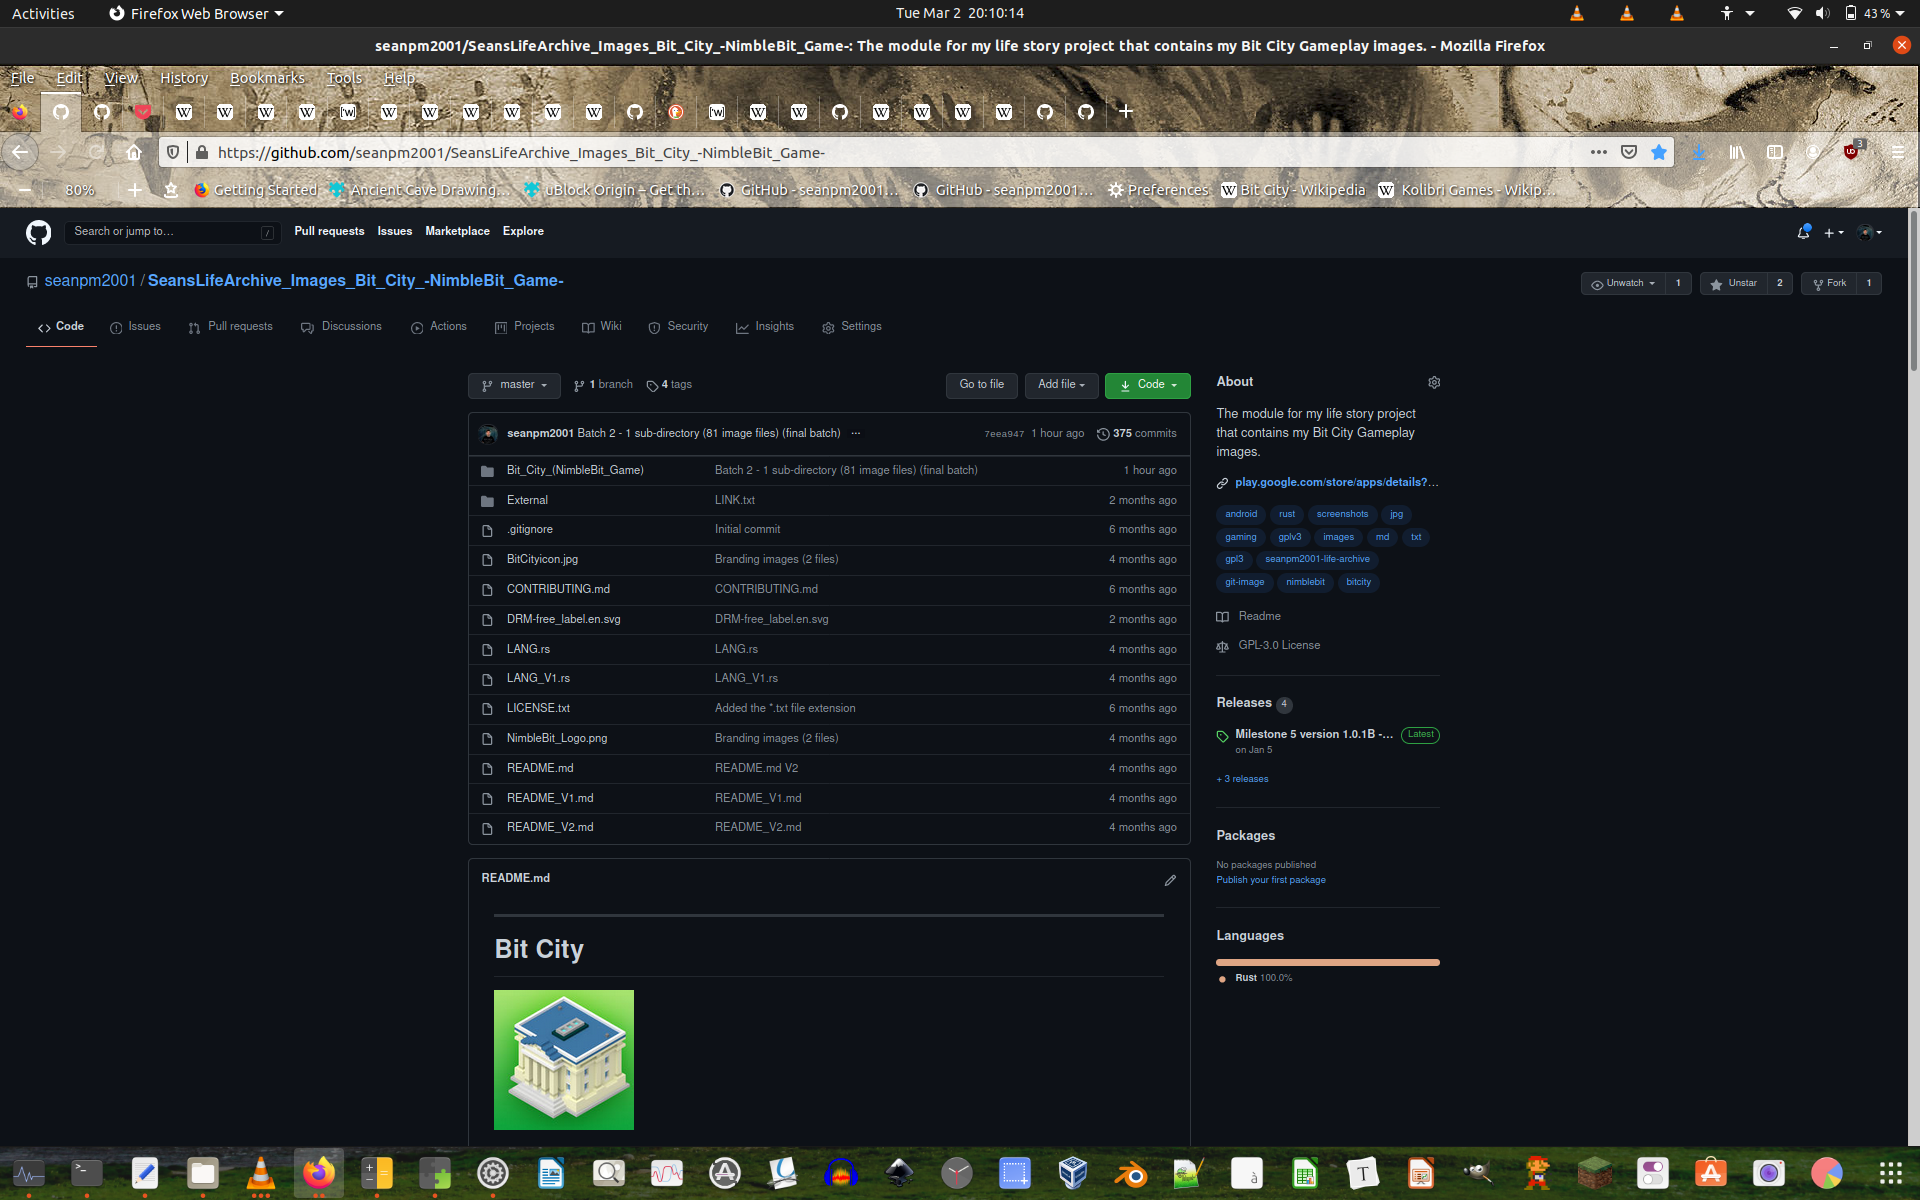 Activities Firefox Web Browser Tue Mar 2 20:10:14 43 %
seanpm2001/SeansLifeArchive_Images_Bit_City_-NimbleBit_Game-: The module for my life story project that contains my Bit City Gameplay images. - Mozilla Firefox
File Edit View History Bookmarks Tools Help
https://github.com/seanpm2001/SeansLifeArchive_Images_Bit_City_-NimbleBit_Game- 3
80% Getting Started Ancient Cave Drawing… uBlock Origin – Get th… GitHub - seanpm2001… GitHub - seanpm2001… Preferences Bit City - Wikipedia Kolibri Games - Wikip…
Search or jump to… / Pull requests Issues Marketplace Explore
seanpm2001 / SeansLifeArchive_Images_Bit_City_-NimbleBit_Game- Unwatch 1 Unstar 2 Fork 1
Code Issues Pull requests Discussions Actions Projects Wiki Security Insights Settings
master 1 branch 4 tags Go to file Add file Code
seanpm2001 Batch 2 - 1 sub-directory (81 image files) (final batch) ... 7eea947 1 hour ago 375 commits
Bit_City_(NimbleBit_Game) Batch 2 - 1 sub-directory (81 image files) (final batch) 1 hour ago
External LINK.txt 2 months ago
.gitignore Initial commit 6 months ago
BitCityicon.jpg Branding images (2 files) 4 months ago
CONTRIBUTING.md CONTRIBUTING.md 6 months ago
DRM-free_label.en.svg DRM-free_label.en.svg 2 months ago
LANG.rs LANG.rs 4 months ago
LANG_V1.rs LANG_V1.rs 4 months ago
LICENSE.txt Added the *.txt file extension 6 months ago
NimbleBit_Logo.png Branding images (2 files) 4 months ago
README.md README.md V2 4 months ago
README_V1.md README_V1.md 4 months ago
README_V2.md README_V2.md 4 months ago
README.md
Bit City
About
The module for my life story project
that contains my Bit City Gameplay
images.
play.google.com/store/apps/details?…
android rust screenshots jpg
gaming gplv3 images md txt
gpl3 seanpm2001-life-archive
git-image nimblebit bitcity
Readme
GPL-3.0 License
Releases 4
Milestone 5 version 1.0.1B -… Latest
on Jan 5
+ 3 releases
Packages
No packages published
Publish your first package
Languages
Rust 100.0%